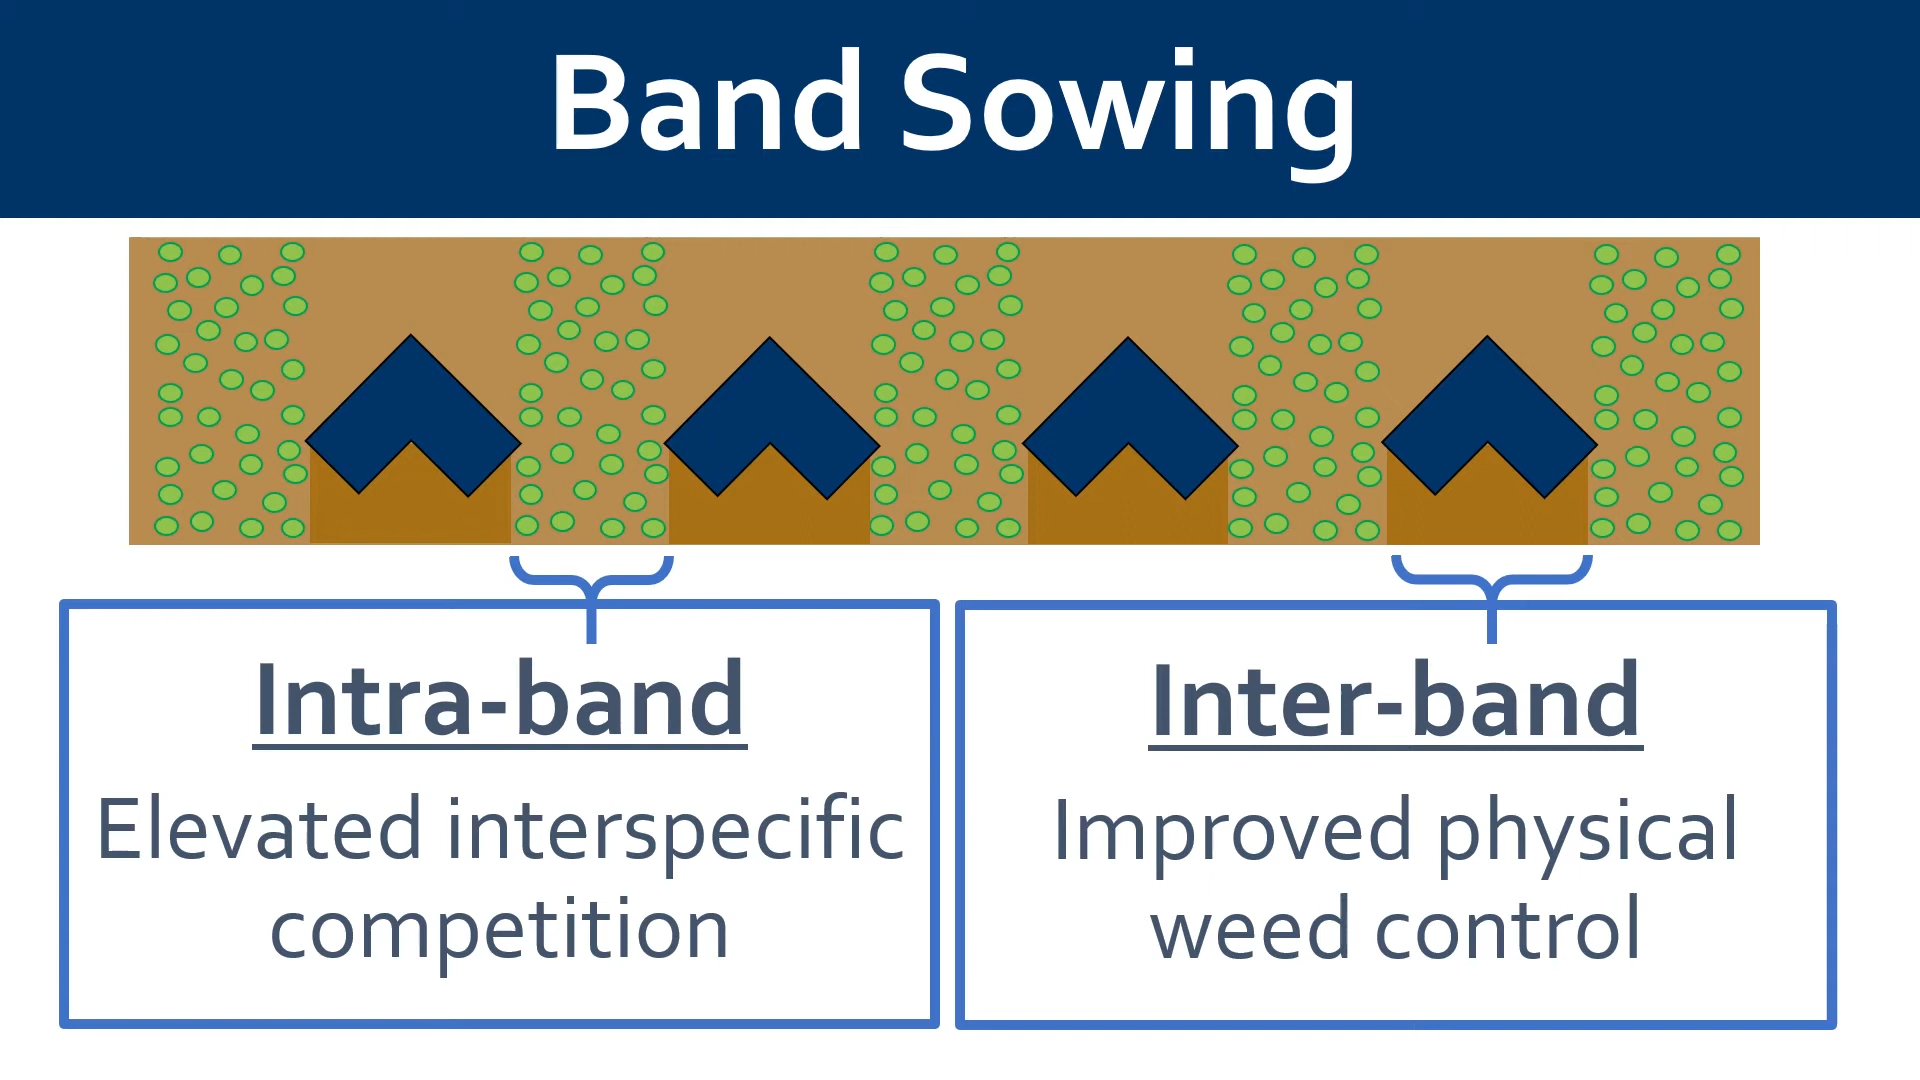 Band Sowing
Intra-band
Elevated interspecific
competition
Inter-band
Improved physical
weed control